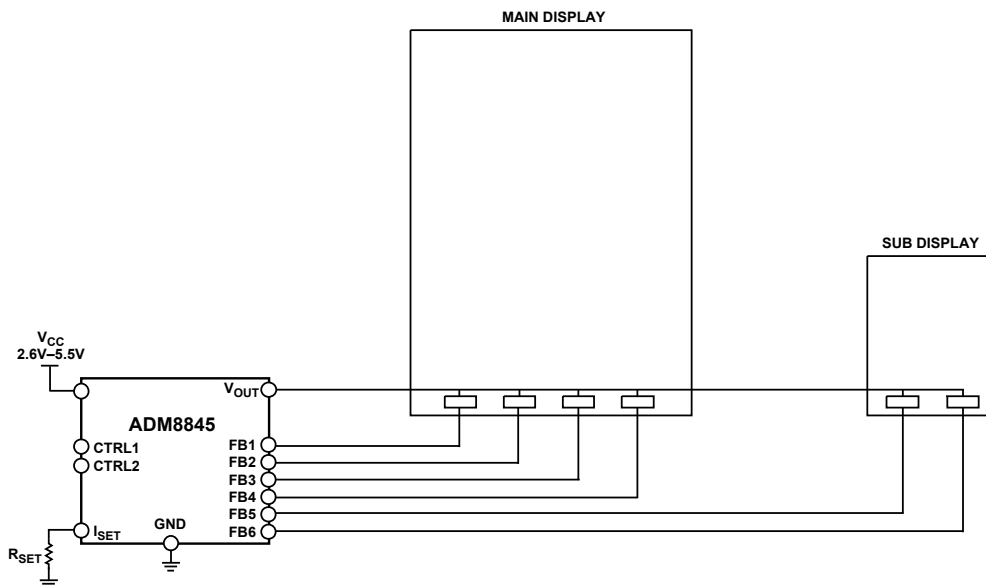 MAIN DISPLAY
SUB DISPLAY
VCC
2.6V–5.5V
VOUT
ADM8845
CTRL1
CTRL2
FB1
FB2
FB3
FB4
FB5
FB6
ISET
GND
RSET